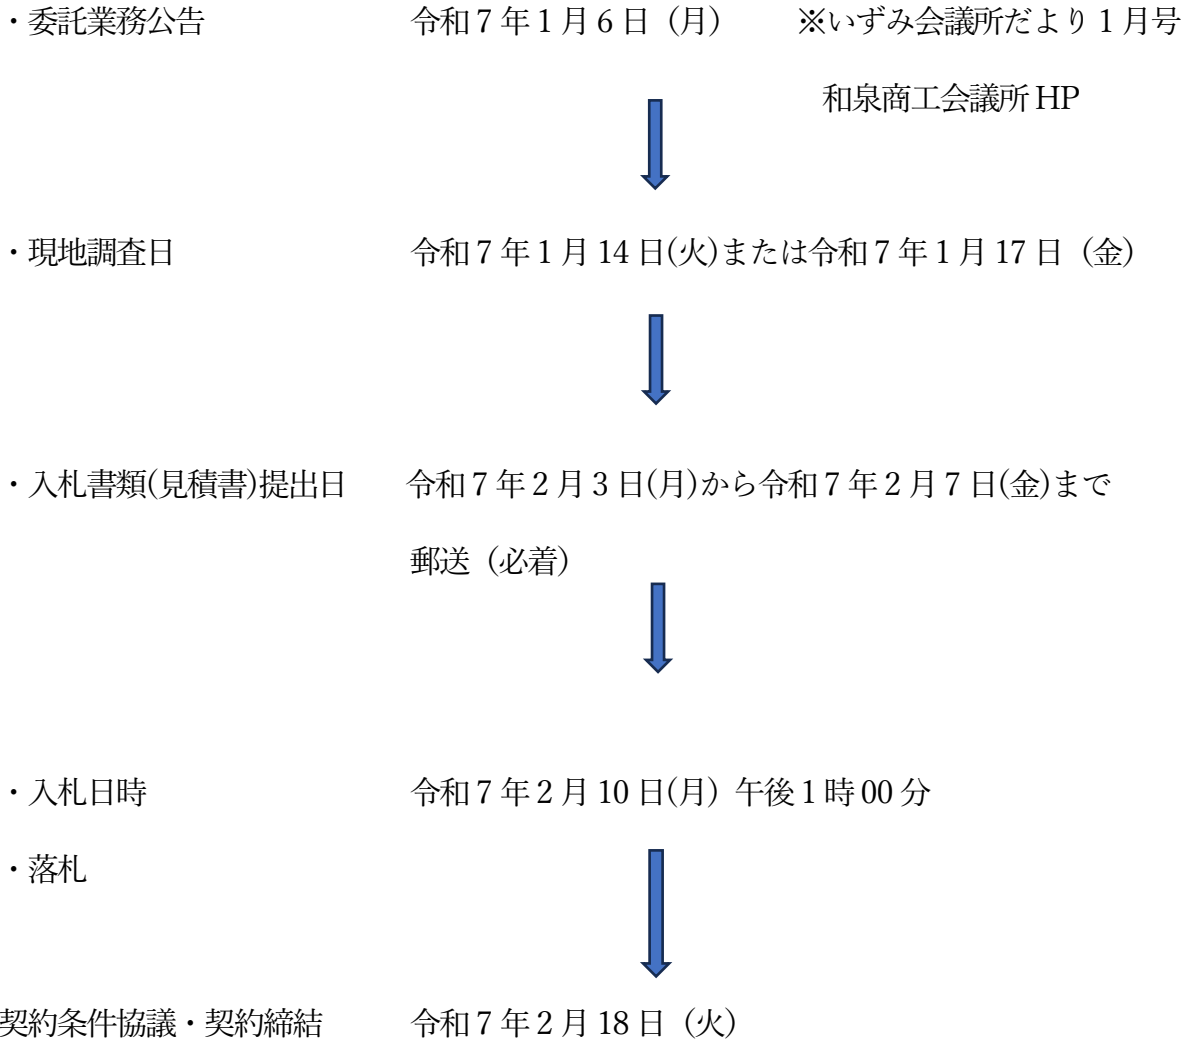 ・委託業務公告 令和7年1月6日（月） ※いずみ会議所だより1月号
和泉商工会議所HP
・現地調査日 令和7年1月14日(火)または令和7年1月17日（金）
・入札書類(見積書)提出日 令和7年2月3日(月)から令和7年2月7日(金)まで
郵送（必着）
・入札日時 令和7年2月10日(月) 午後1時00分
・落札
契約条件協議・契約締結 令和7年2月18日（火）